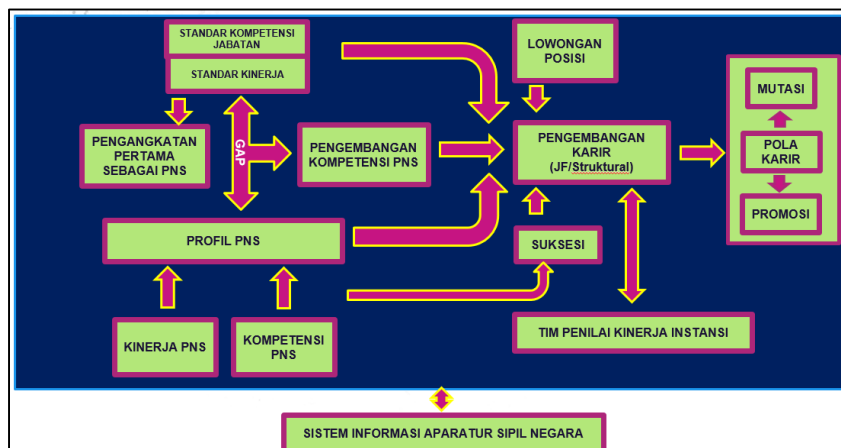 STANDAR KOMPETENSI
JABATAN
STANDAR KINERJA
LOWONGAN
POSISI
MUTASI
PENGANGKATAN
PERTAMA
SEBAGAI PNS
GAP
PENGEMBANGAN
KOMPETENSI PNS
PENGEMBANGAN
KARIR
(JF/Struktural)
POLA
KARIR
PROMOSI
PROFIL PNS
SUKSESI
KINERJA PNS
KOMPETENSI
PNS
TIM PENILAI KINERJA INSTANSI
SISTEM INFORMASI APARATUR SIPIL NEGARA